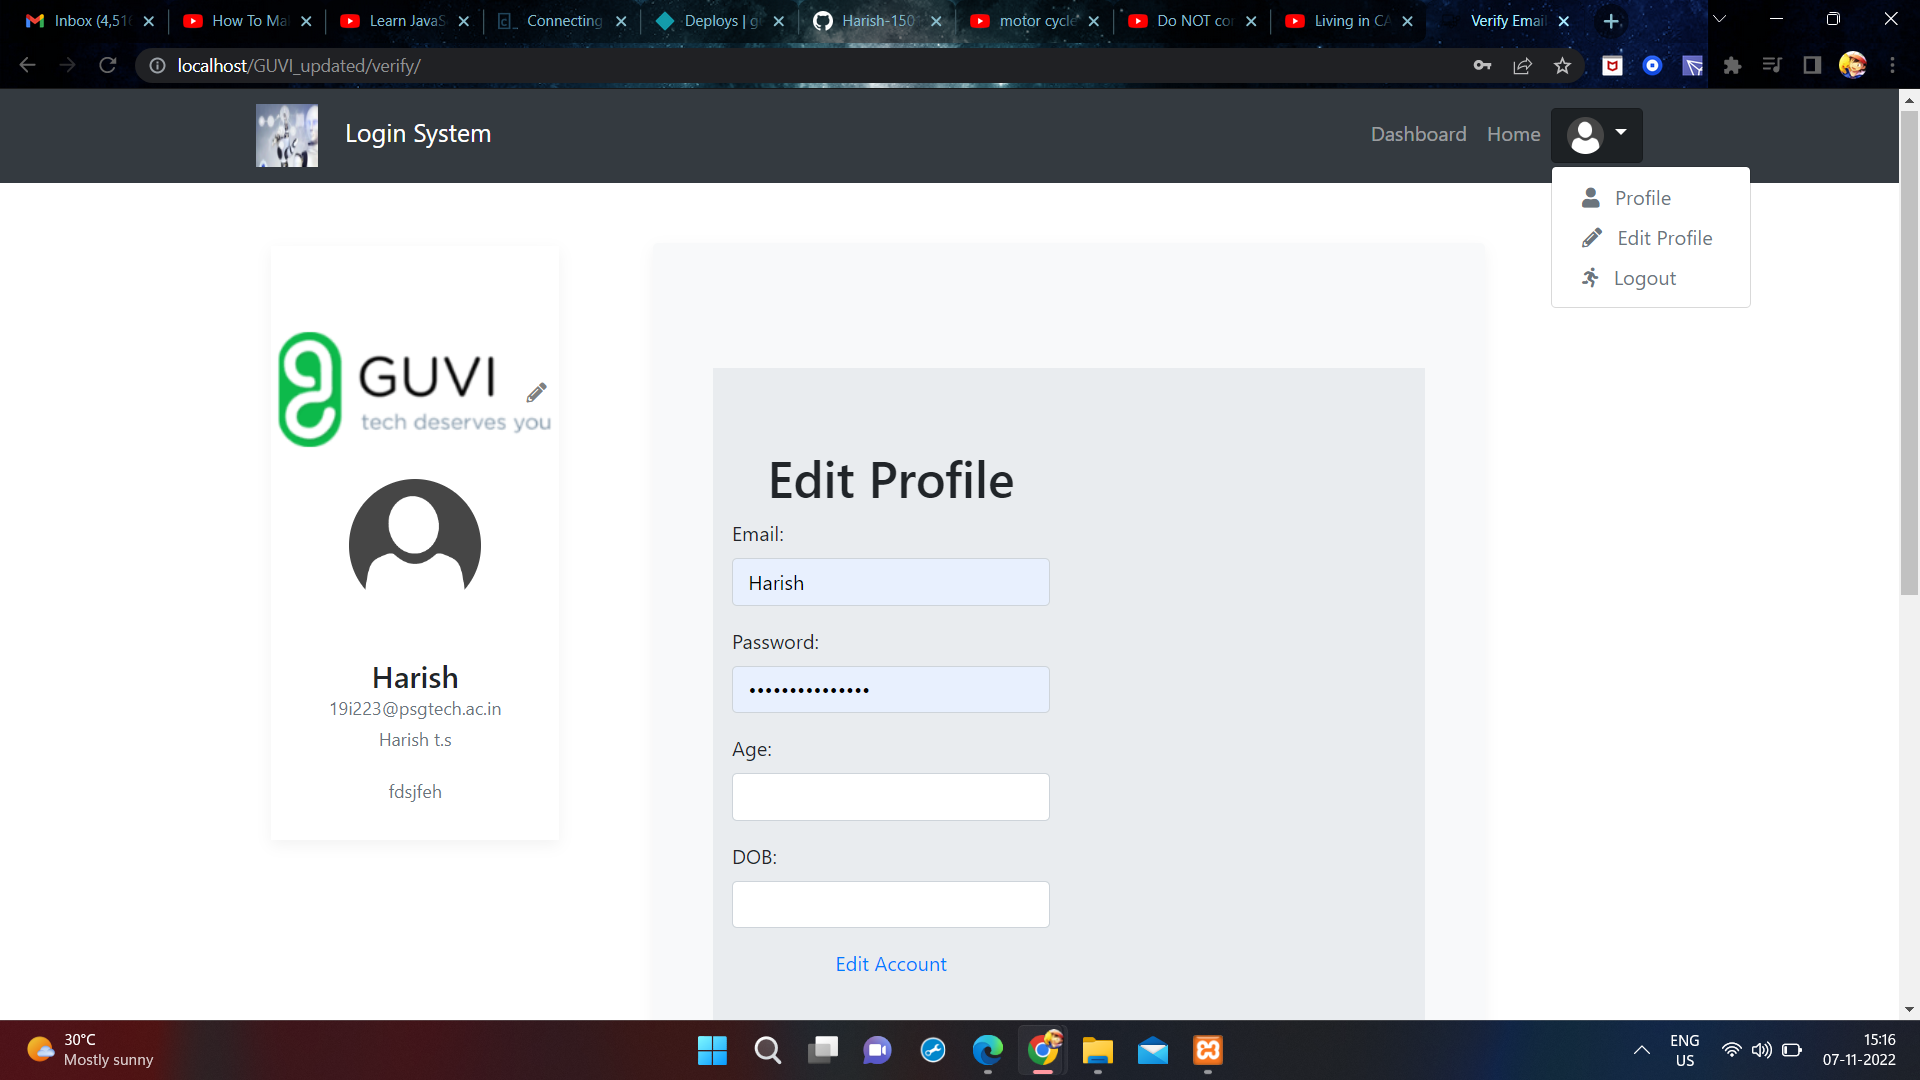 Inbox (4,51
How To Ma
Learn JavaS
Connecting
Deploys | g
Harish-150
motor cycle
Do NOT co
Living in CA
Verify Email
localhost/GUVI_updated/verify/
Login System
Dashboard
Home
Profile
Edit Profile
Logout
GUVI
tech deserves you
Harish
19i223@psgtech.ac.in
Harish t.s
fdsjfeh
Edit Profile
Email:
Harish
Password:
•••••••••••••••
Age:
DOB:
Edit Account
30°C
Mostly sunny
ENG
US
15:16
07-11-2022